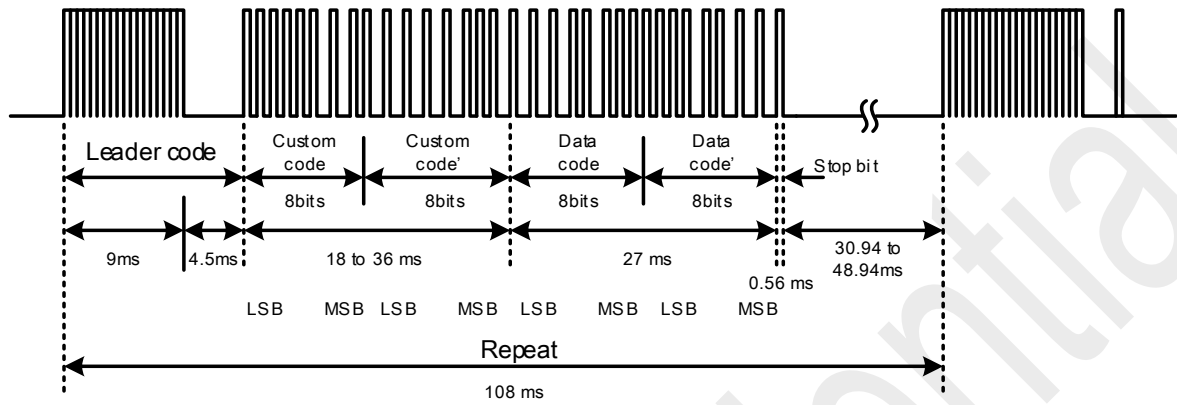 Leader code
Custom code
Custom code'
Data code
Data code'
Stop bit
8bits
8bits
8bits
8bits
9ms
4.5ms
18 to 36 ms
27 ms
0.56 ms
30.94 to 48.94ms
LSB
MSB
LSB
MSB
LSB
MSB
LSB
MSB
Repeat
108 ms